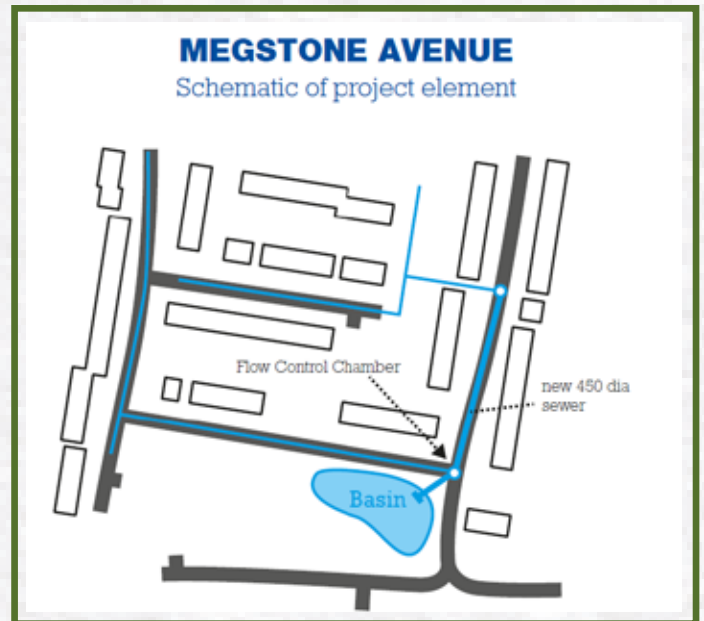 MEGSTONE AVENUE
Schematic of project element
Flow Control Chamber
new 450 dia
sewer
Basin